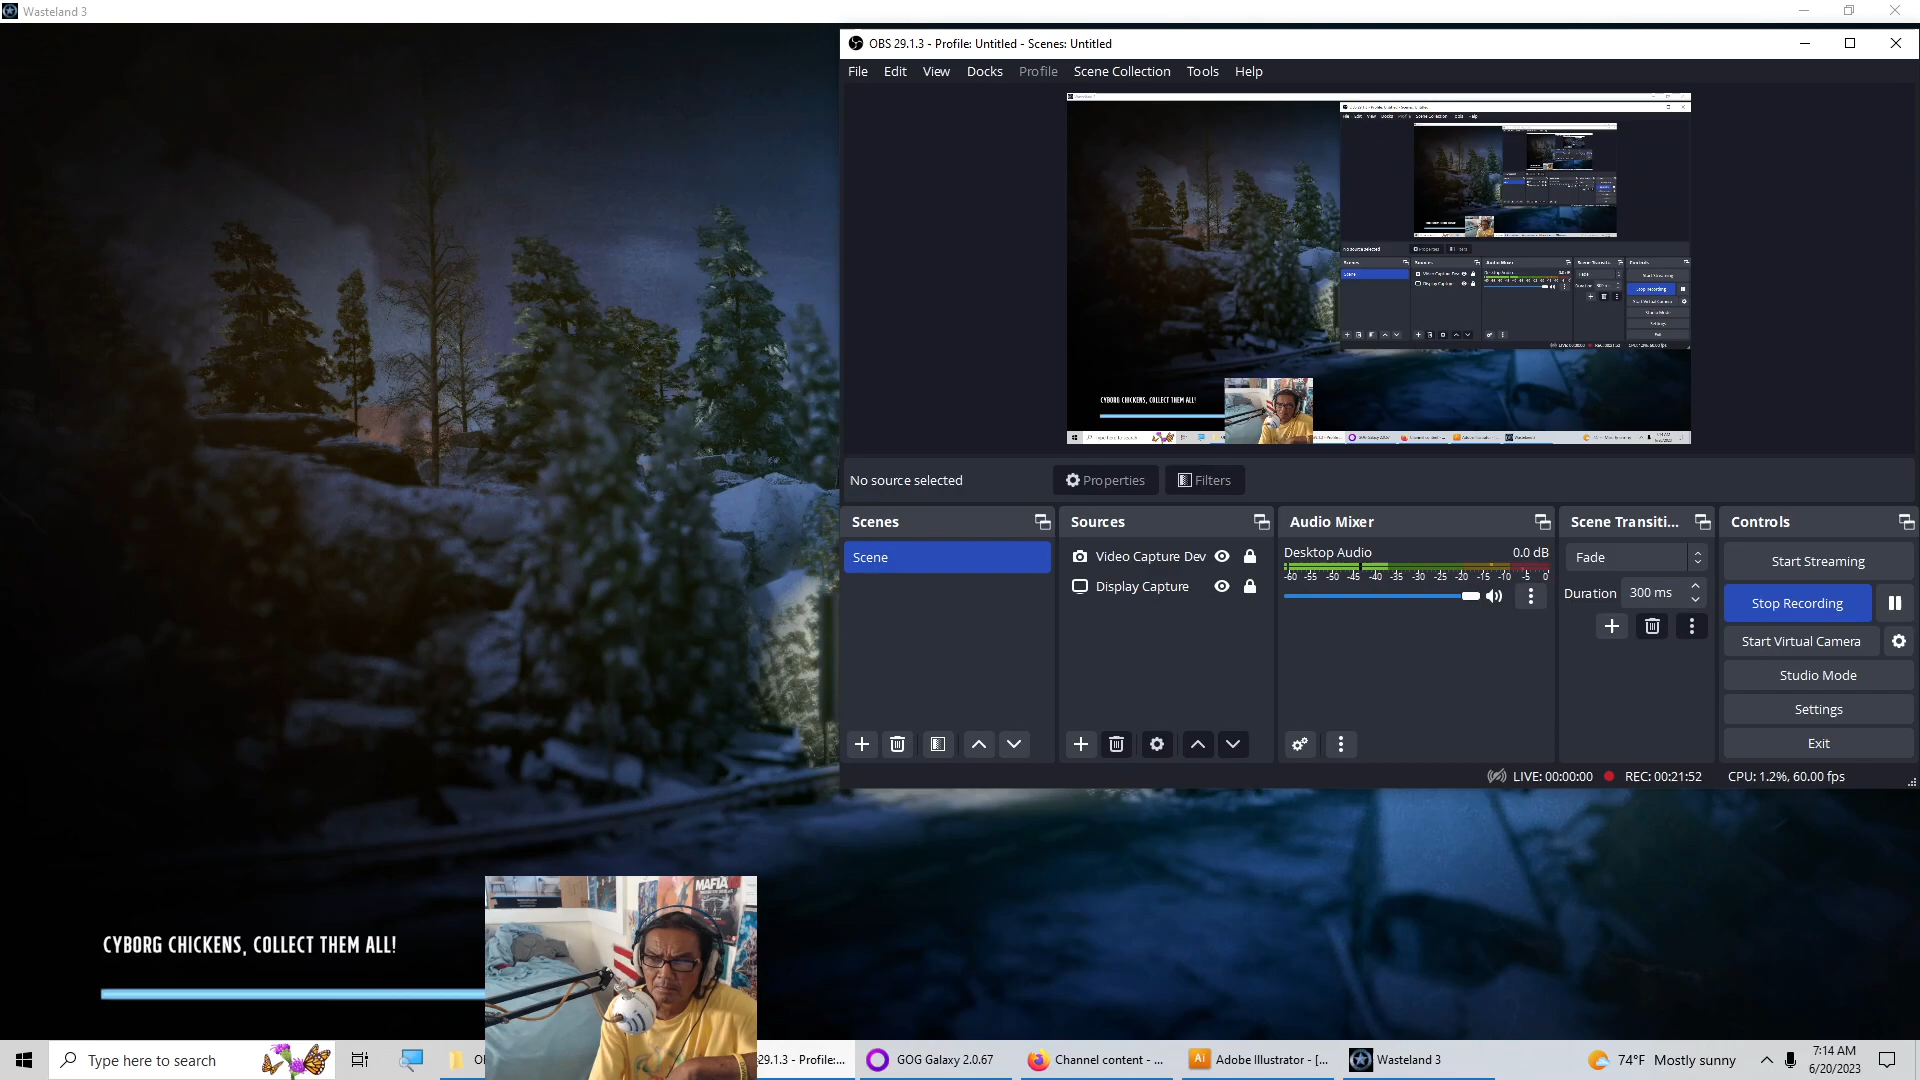 Wasteland 3
OBS 29.1.3 - Profile: Untitled - Scenes: Untitled
File Edit View Docks Profile Scene Collection Tools Help
No source selected Properties Filters
Scenes
Scene
Sources
Video Capture Dev
Display Capture
Audio Mixer
Desktop Audio 0.0 dB
-60 -55 -50 -45 -40 -35 -30 -25 -20 -15 -10 -5 0
Scene Transiti...
Fade
Duration 300 ms
Controls
Start Streaming
Stop Recording
Start Virtual Camera
Studio Mode
Settings
Exit
LIVE: 00:00:00 REC: 00:21:52 CPU: 1.2%, 60.00 fps
CYBORG CHICKENS, COLLECT THEM ALL!
MAFIA
CYBORG CHICKENS, COLLECT THEM ALL!
Type here to search
29.1.3 - Profile:...
GOG Galaxy 2.0.67
Channel content - ...
Adobe Illustrator - [...
Wasteland 3
74°F Mostly sunny
7:14 AM
6/20/2023